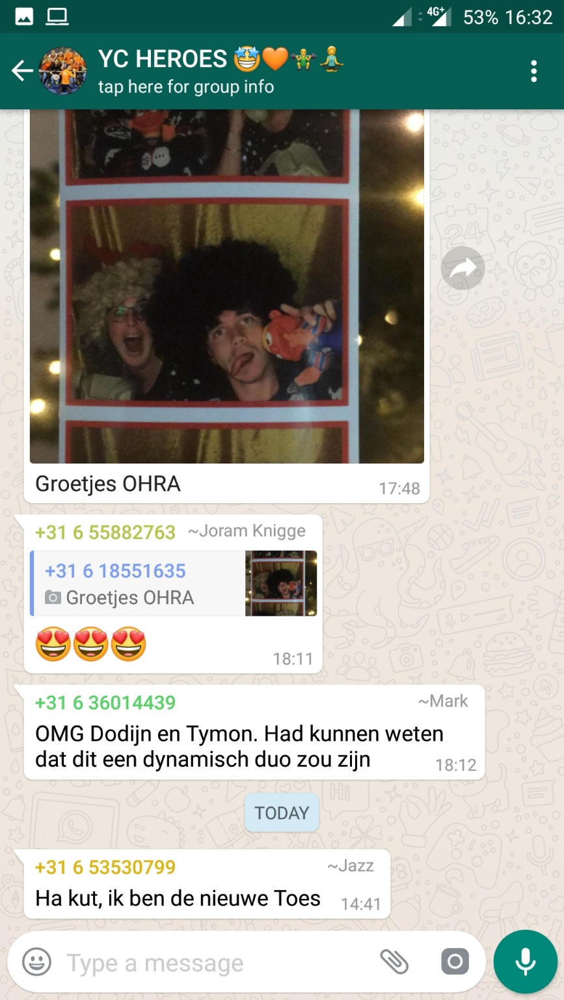 53% 16:32
4G+
YC HEROES 🤩🧡🏋️🧘
tap here for group info
Groetjes OHRA 17:48
+31 6 55882763 ~Joram Knigge
+31 6 18551635
Groetjes OHRA
😍😍😍
18:11
+31 6 36014439 ~Mark
OMG Dodijn en Tymon. Had kunnen weten
dat dit een dynamisch duo zou zijn 18:12
TODAY
+31 6 53530799 ~Jazz
Ha kut, ik ben de nieuwe Toes 14:41
Type a message